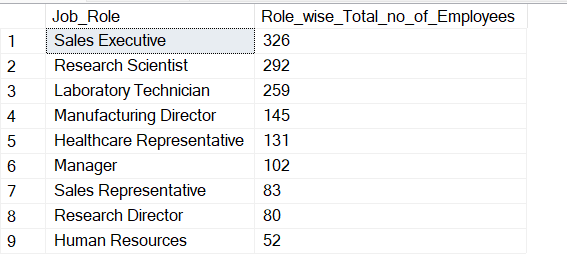 Job_Role Role_wise_Total_no_of_Employees
1 Sales Executive 326
2 Research Scientist 292
3 Laboratory Technician 259
4 Manufacturing Director 145
5 Healthcare Representative 131
6 Manager 102
7 Sales Representative 83
8 Research Director 80
9 Human Resources 52